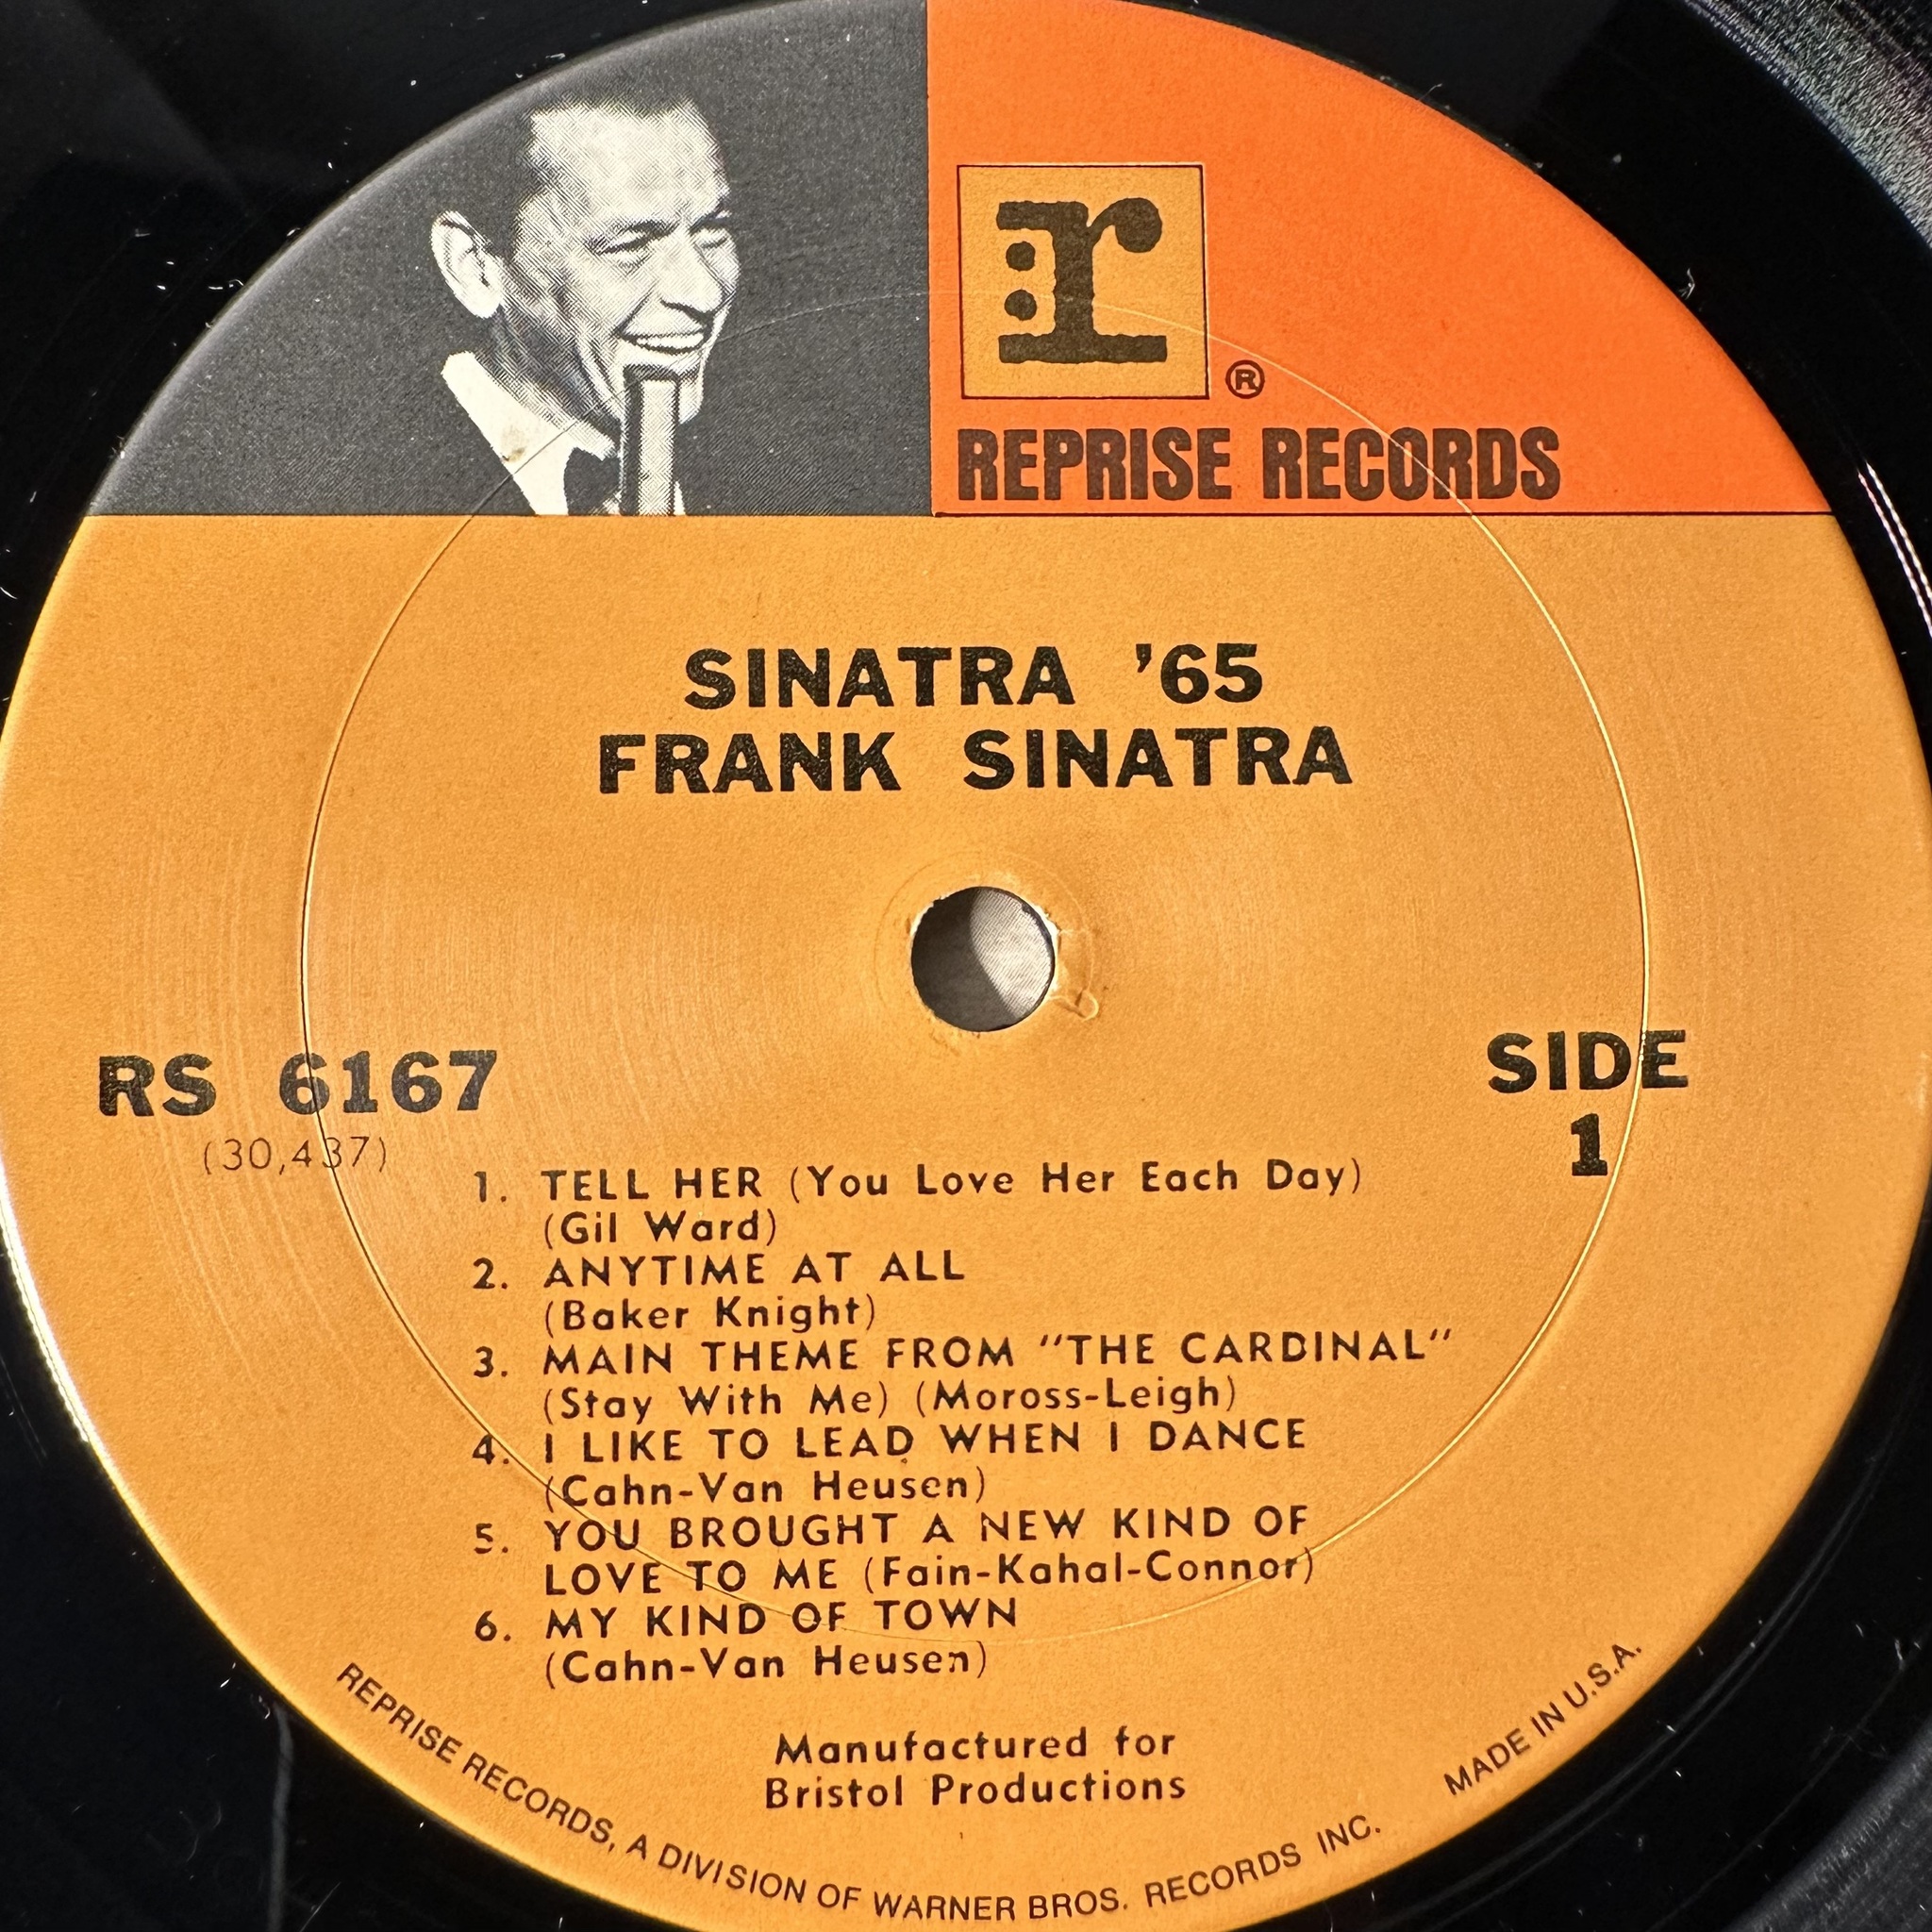 r
®
REPRISE RECORDS
SINATRA '65
FRANK SINATRA
RS 6167
(30,437)
SIDE
1
1. TELL HER (You Love Her Each Day)
(Gil Ward)
2. ANYTIME AT ALL
(Baker Knight)
3. MAIN THEME FROM "THE CARDINAL"
(Stay With Me) (Moross-Leigh)
4. I LIKE TO LEAD WHEN I DANCE
(Cahn-Van Heusen)
5. YOU BROUGHT A NEW KIND OF
LOVE TO ME (Fain-Kahal-Connor)
6. MY KIND OF TOWN
(Cahn-Van Heusen)
Manufactured for
Bristol Productions
REPRISE RECORDS, A DIVISION OF WARNER BROS. RECORDS INC. MADE IN U.S.A.